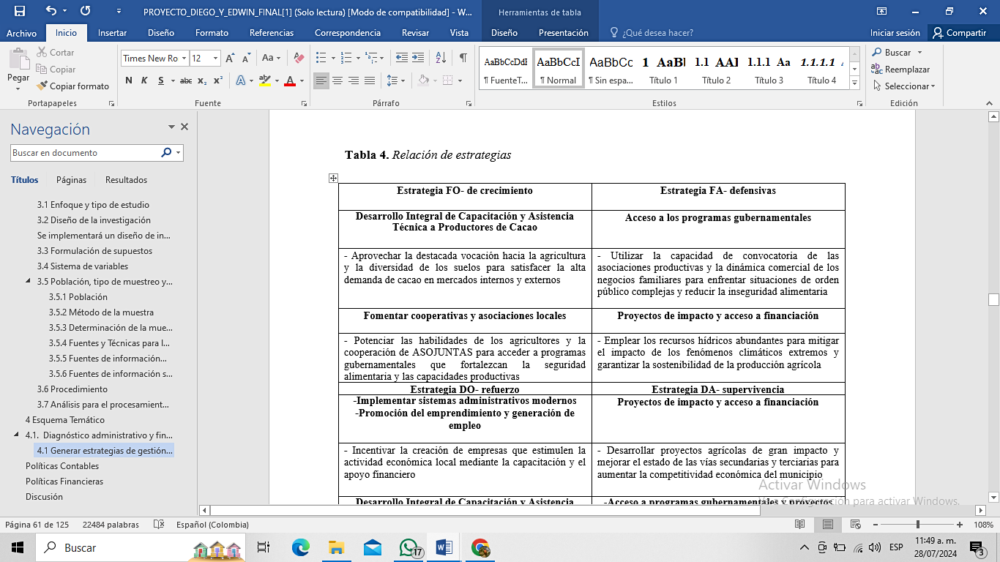 PROYECTO_DIEGO_Y_EDWIN_FINAL[1] (Solo lectura) [Modo de compatibilidad] - W...
Herramientas de tabla
Archivo
Inicio
Insertar
Diseño
Formato
Referencias
Correspondencia
Revisar
Vista
Diseño
Presentación
¿Qué desea hacer?
Iniciar sesión
Compartir
Pegar
Cortar
Copiar
Copiar formato
Portapapeles
Times New Ro
12
Aa
N K S abc x₂ x²
Fuente
Párrafo
AaBbCcDdE
¶ FuenteT...
AaBbCcI
¶ Normal
AaBbCc
¶ Sin espa...
1 AaBl
Título 1
1.1 AAI
Título 2
1.1.1 Aa
Título 3
1.1.1.1
Título 4
Estilos
Buscar
Reemplazar
Seleccionar
Edición
Navegación
Buscar en documento
Títulos
Páginas
Resultados
3.1 Enfoque y tipo de estudio
3.2 Diseño de la investigación
Se implementará un diseño de in...
3.3 Formulación de supuestos
3.4 Sistema de variables
3.5 Población, tipo de muestreo y...
3.5.1 Población
3.5.2 Método de la muestra
3.5.3 Determinación de la mue...
3.5.4 Fuentes y Técnicas para l...
3.5.5 Fuentes de información...
3.5.6 Fuentes de información s...
3.6 Procedimiento
3.7 Análisis para el procesamient...
4 Esquema Temático
4.1. Diagnóstico administrativo y fin...
4.1 Generar estrategias de gestión...
Políticas Contables
Políticas Financieras
Discusión
Tabla 4. Relación de estrategias
Estrategia FO- de crecimiento
Estrategia FA- defensivas
Desarrollo Integral de Capacitación y Asistencia
Técnica a Productores de Cacao
Acceso a los programas gubernamentales
- Aprovechar la destacada vocación hacia la agricultura
y la diversidad de los suelos para satisfacer la alta
demanda de cacao en mercados internos y externos
- Utilizar la capacidad de convocatoria de las
asociaciones productivas y la dinámica comercial de los
negocios familiares para enfrentar situaciones de orden
público complejas y reducir la inseguridad alimentaria
Fomentar cooperativas y asociaciones locales
Proyectos de impacto y acceso a financiación
- Potenciar las habilidades de los agricultores y la
cooperación de ASOJUNTAS para acceder a programas
gubernamentales que fortalezcan la seguridad
alimentaria y las capacidades productivas
- Emplear los recursos hídricos abundantes para mitigar
el impacto de los fenómenos climáticos extremos y
garantizar la sostenibilidad de la producción agrícola
Estrategia DO- refuerzo
Estrategia DA- supervivencia
-Implementar sistemas administrativos modernos
-Promoción del emprendimiento y generación de
empleo
Proyectos de impacto y acceso a financiación
- Incentivar la creación de empresas que estimulen la
actividad económica local mediante la capacitación y el
apoyo financiero
- Desarrollar proyectos agrícolas de gran impacto y
mejorar el estado de las vías secundarias y terciarias para
aumentar la competitividad económica del municipio
Desarrollo Integral de Capacitación y Asistencia
-Acceso a programas gubernamentales y proyectos
Activar Windows
Ve a Configuración para activar Windows.
Página 61 de 125
22484 palabras
Español (Colombia)
108%
Buscar
17
ESP
11:49 a. m.
28/07/2024
3